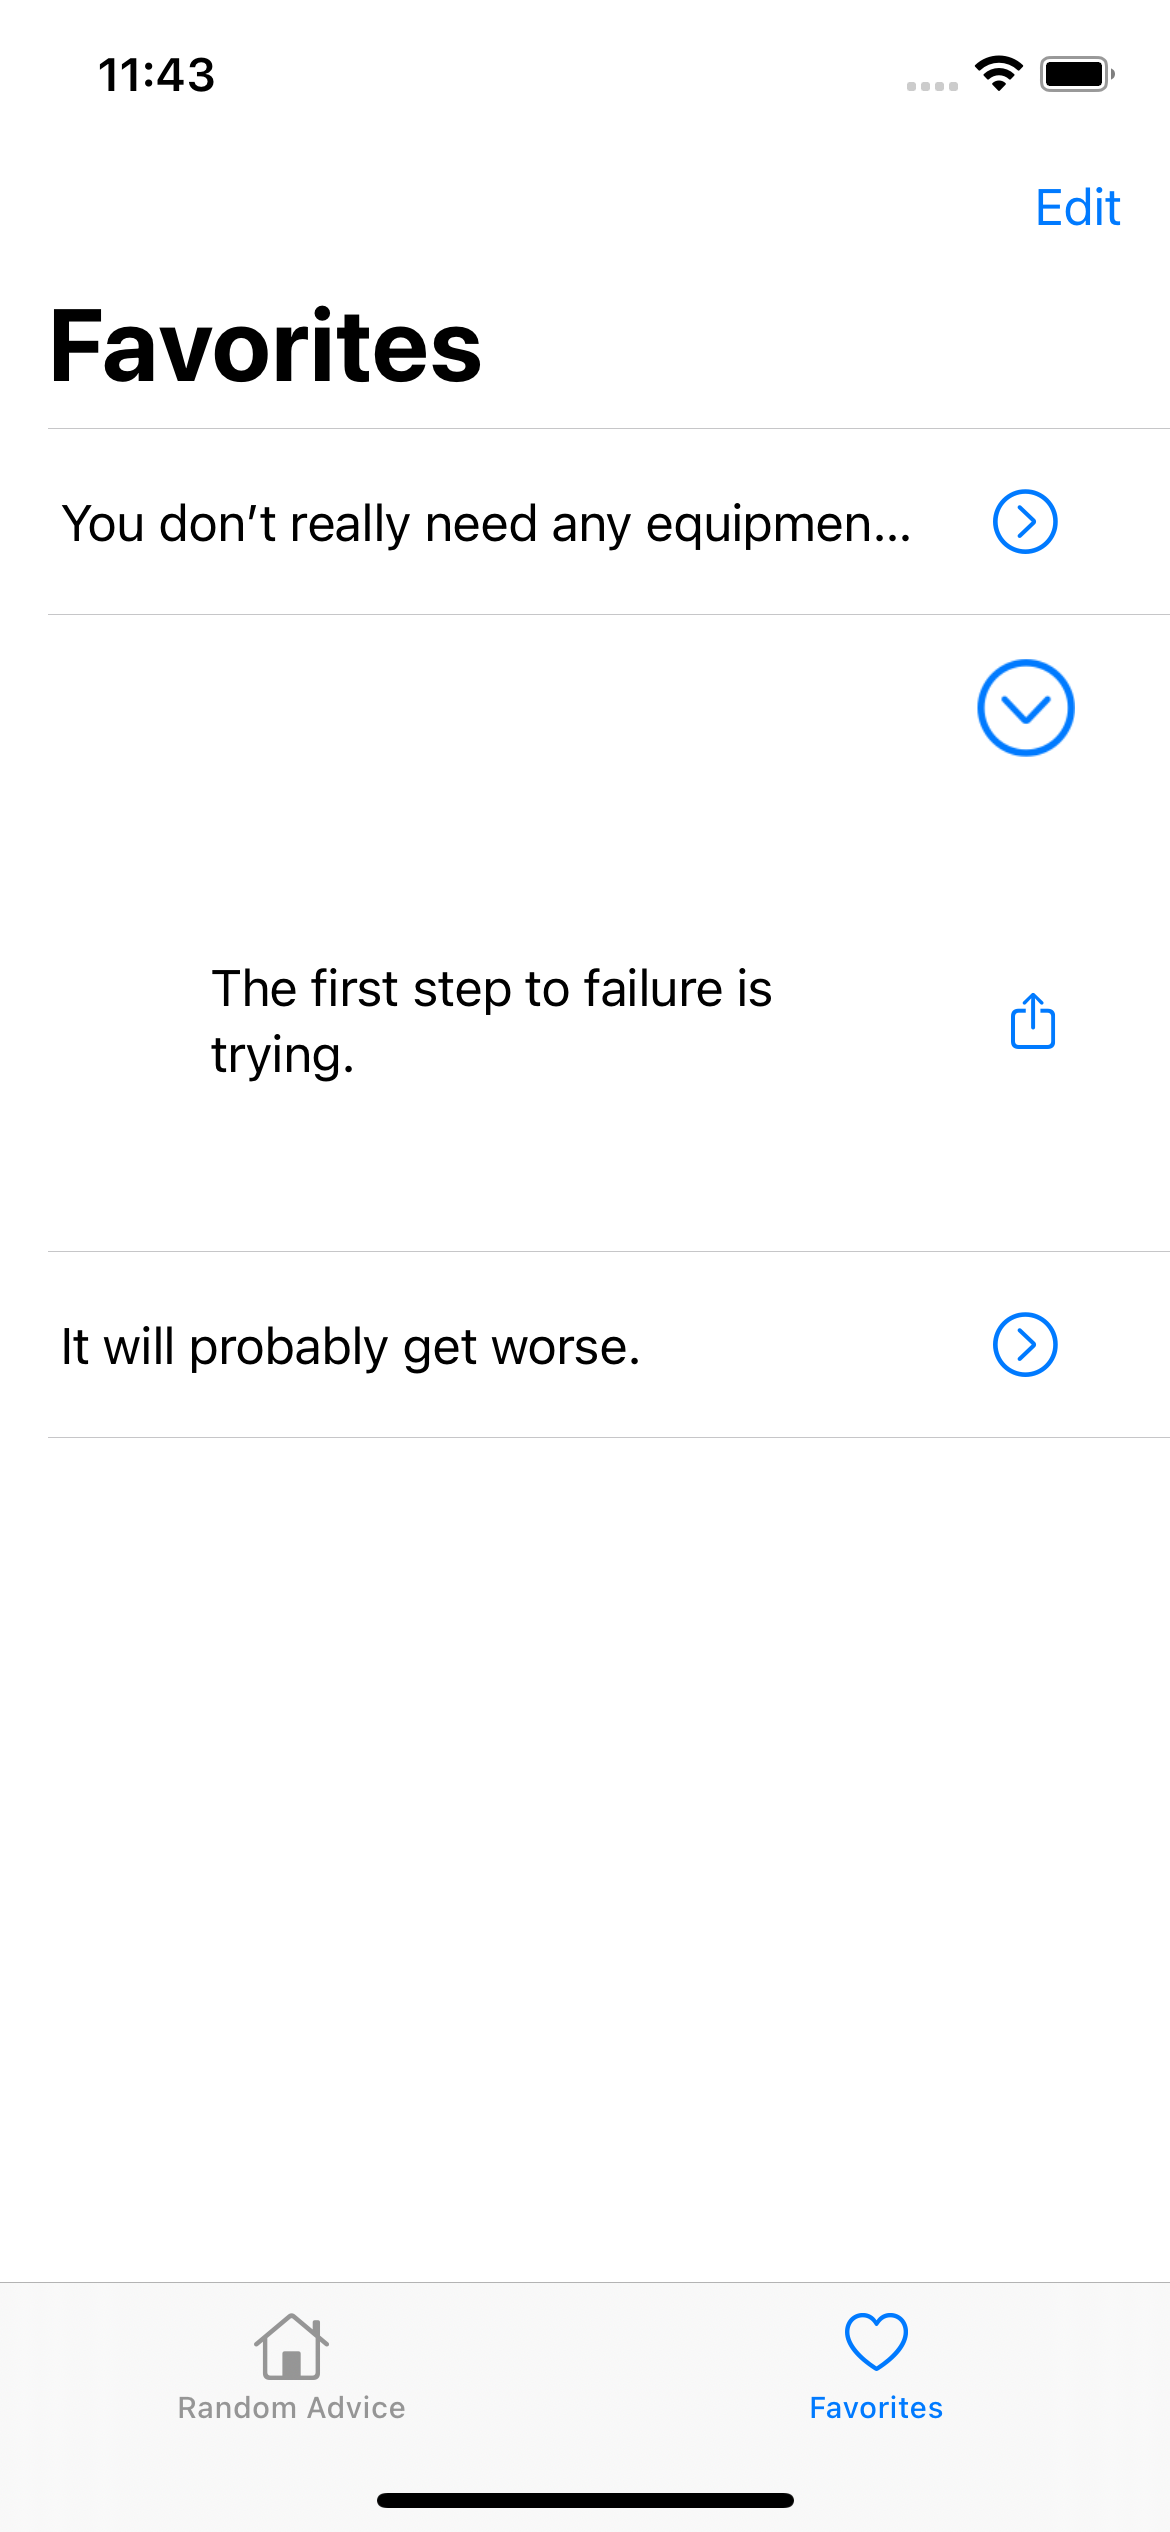 11:43
Edit
Favorites
You don’t really need any equipmen...
The first step to failure is
trying.
It will probably get worse.
Random Advice
Favorites